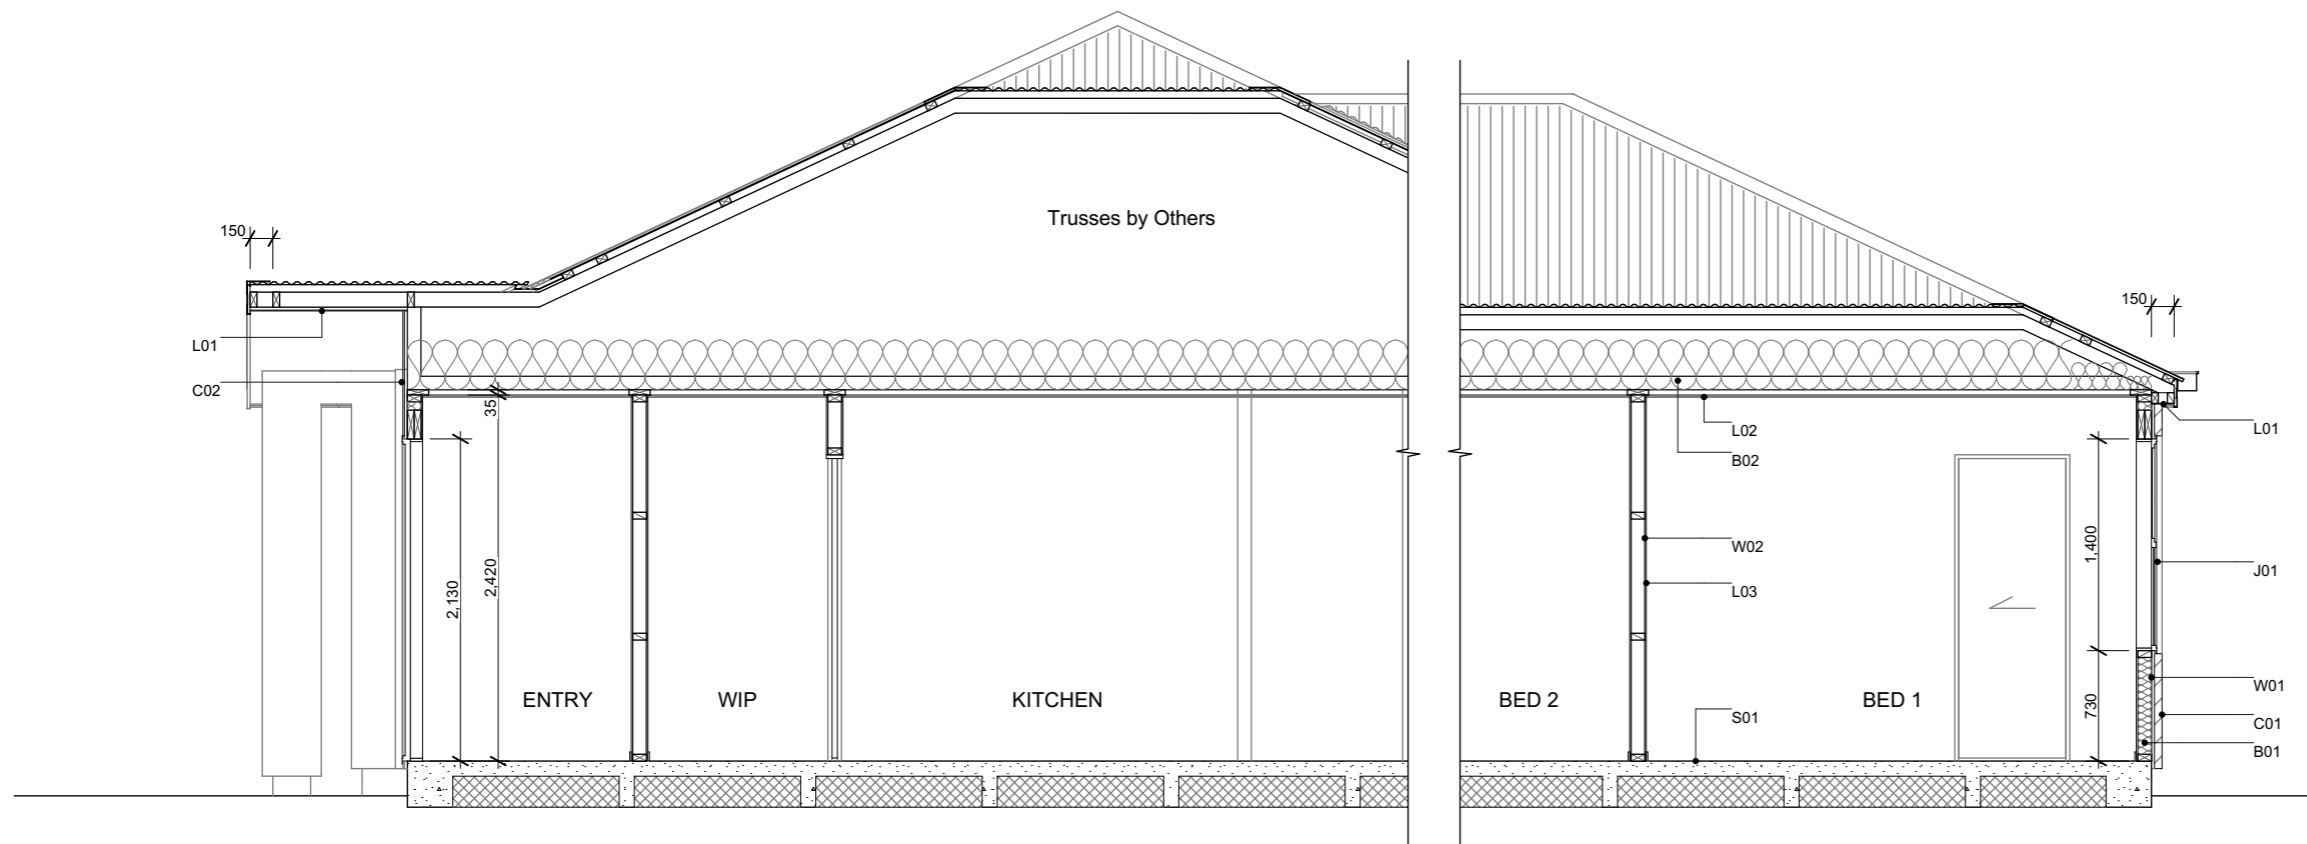 Trusses by Others
150
150
L01
C02
35
L02
L01
B02
2,130
2,420
W02
1,400
J01
L03
ENTRY
WIP
KITCHEN
BED 2
BED 1
S01
730
W01
C01
B01